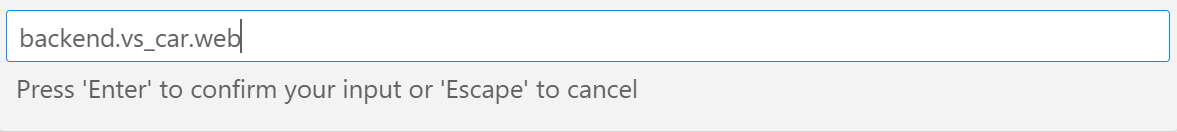 backend.vs_car.web
Press 'Enter' to confirm your input or 'Escape' to cancel